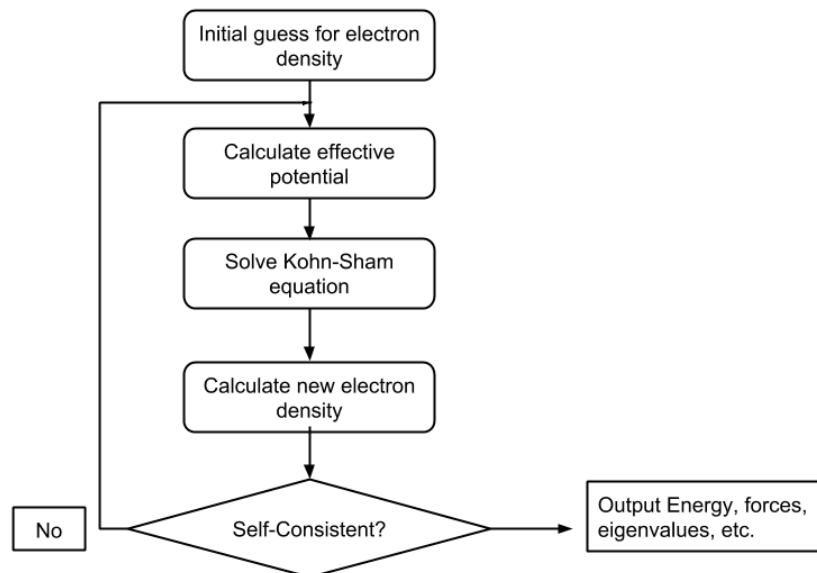 Initial guess for electron
density
Calculate effective
potential
Solve Kohn-Sham
equation
Calculate new electron
density
No
Self-Consistent?
Output Energy, forces,
eigenvalues, etc.